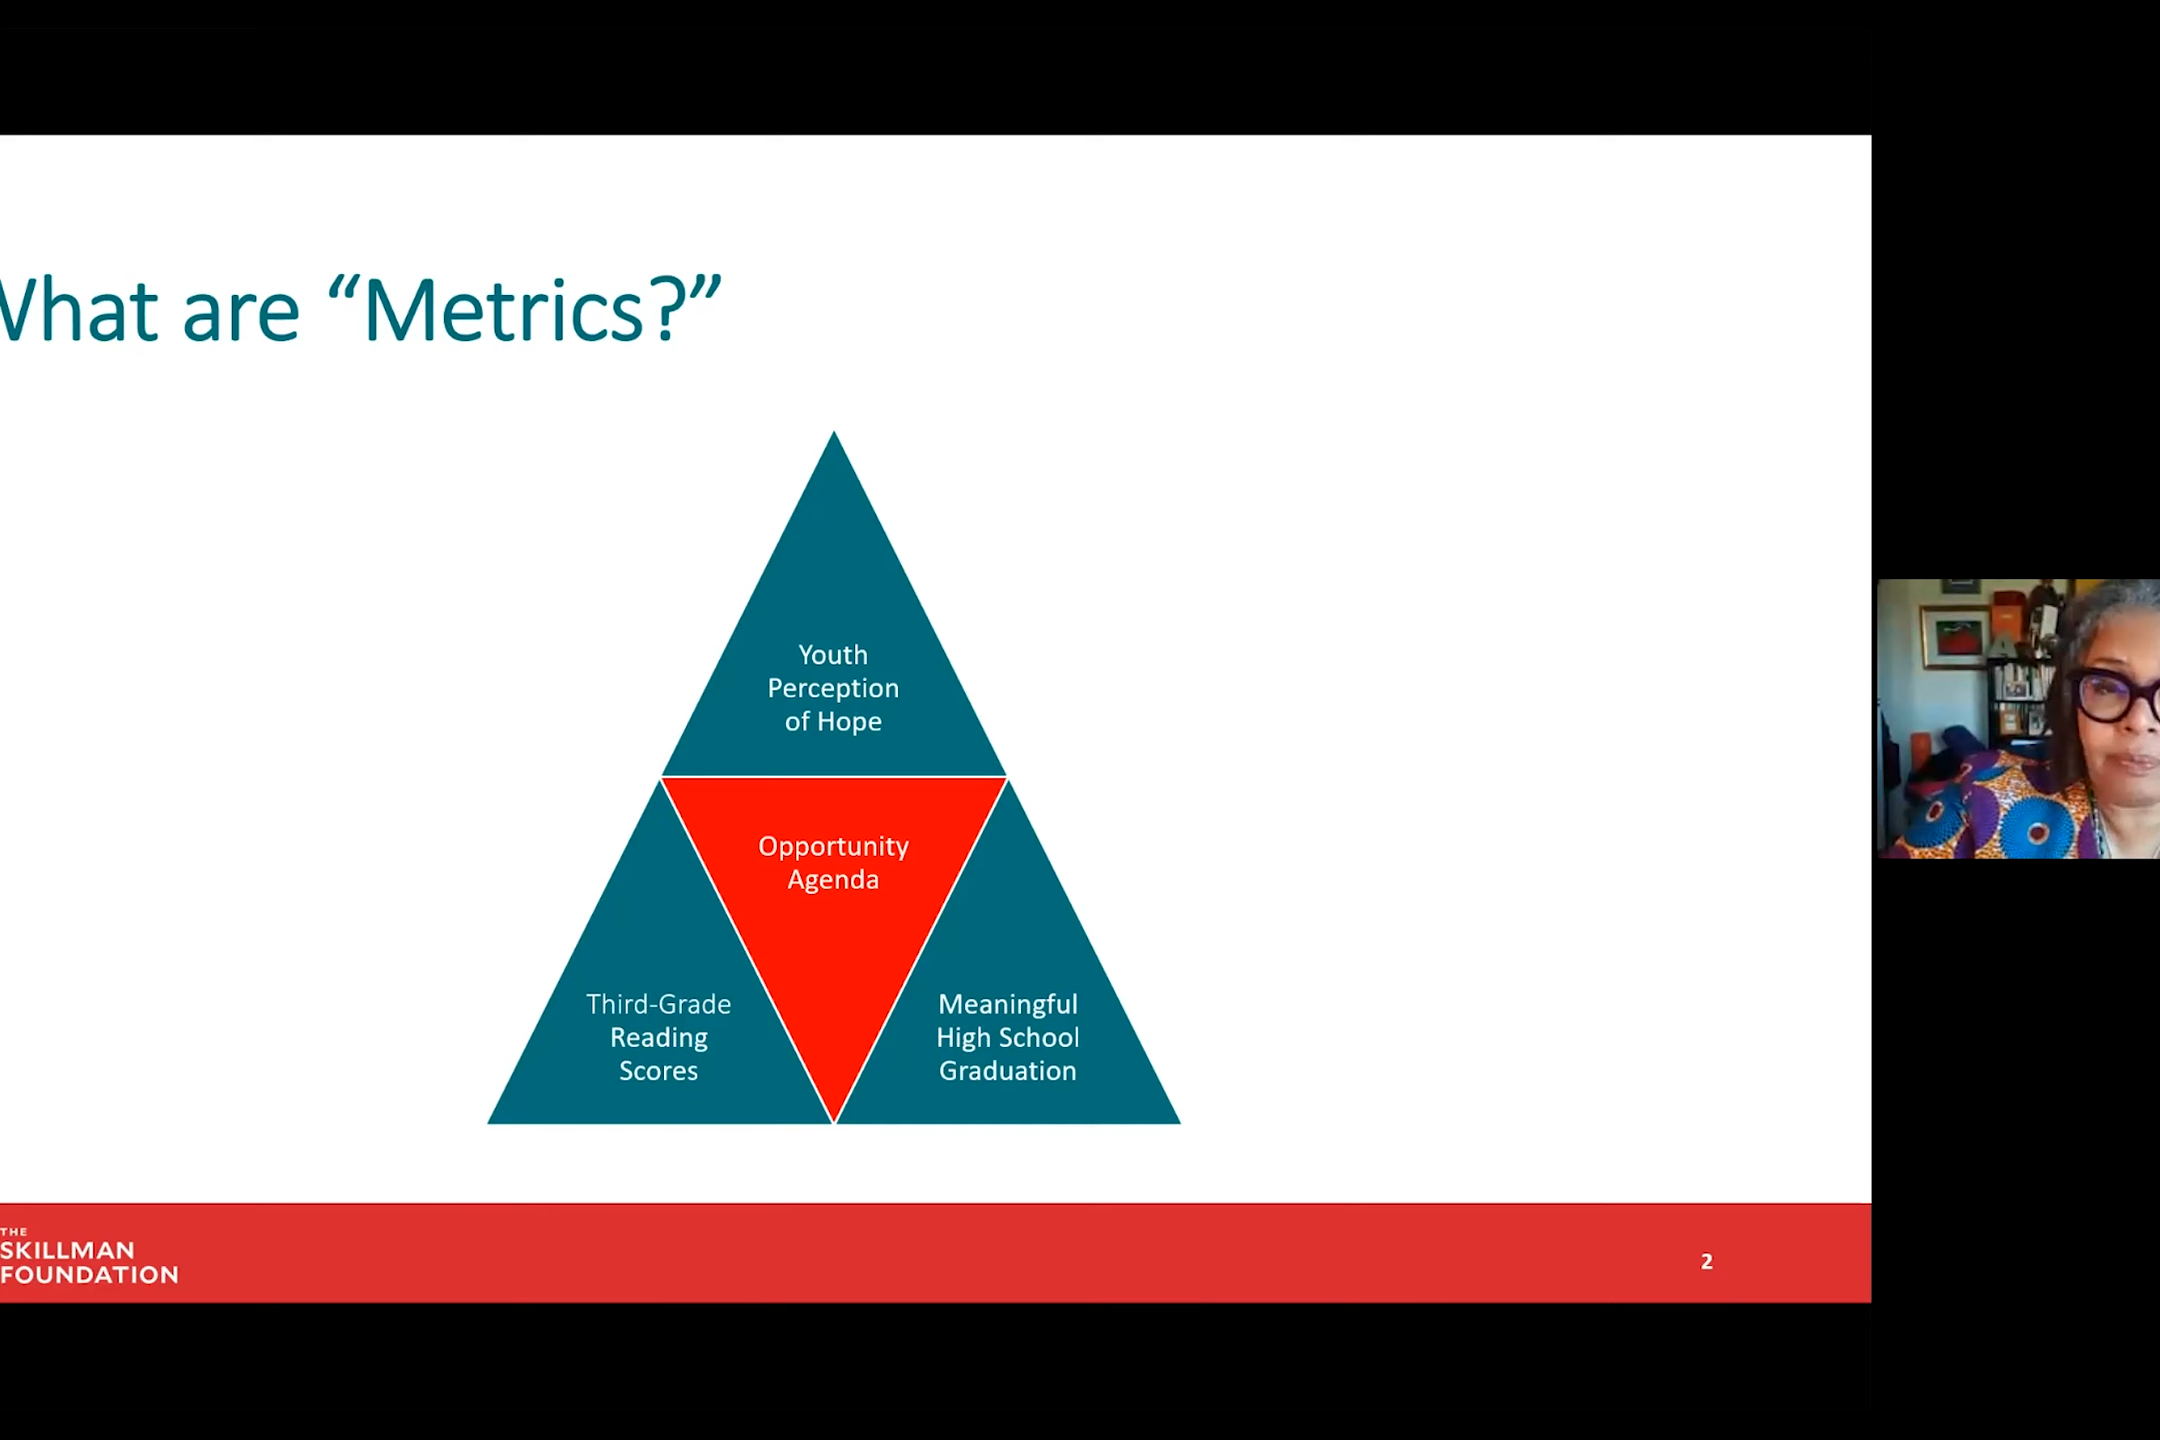 What are “Metrics?”
Youth
Perception
of Hope
Opportunity
Agenda
Third-Grade
Reading
Scores
Meaningful
High School
Graduation
THE
SKILLMAN
FOUNDATION
2